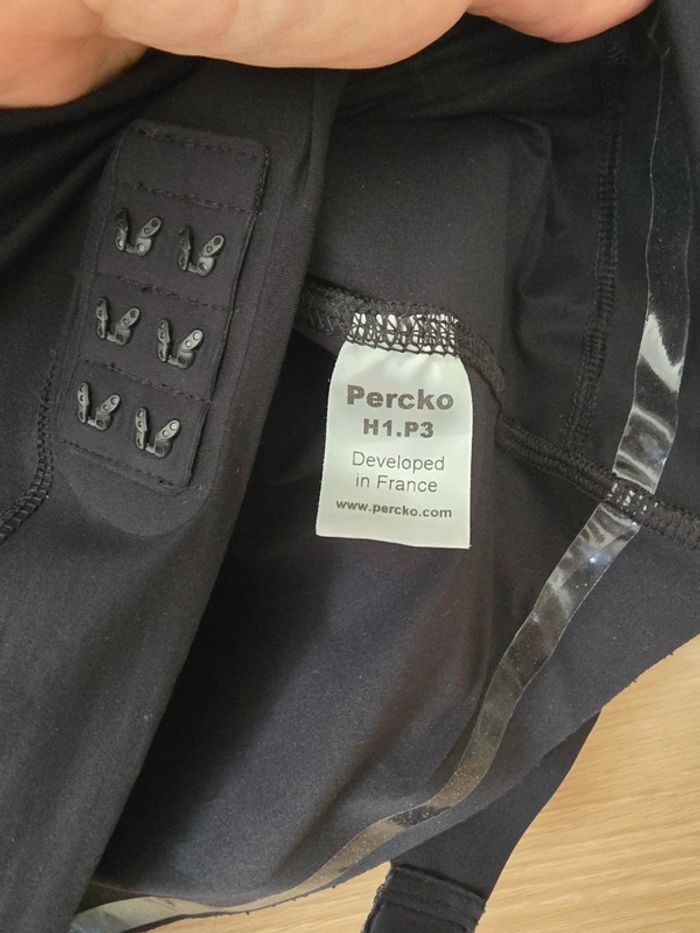 Percko
H1.P3
Developed
in France
www.percko.com